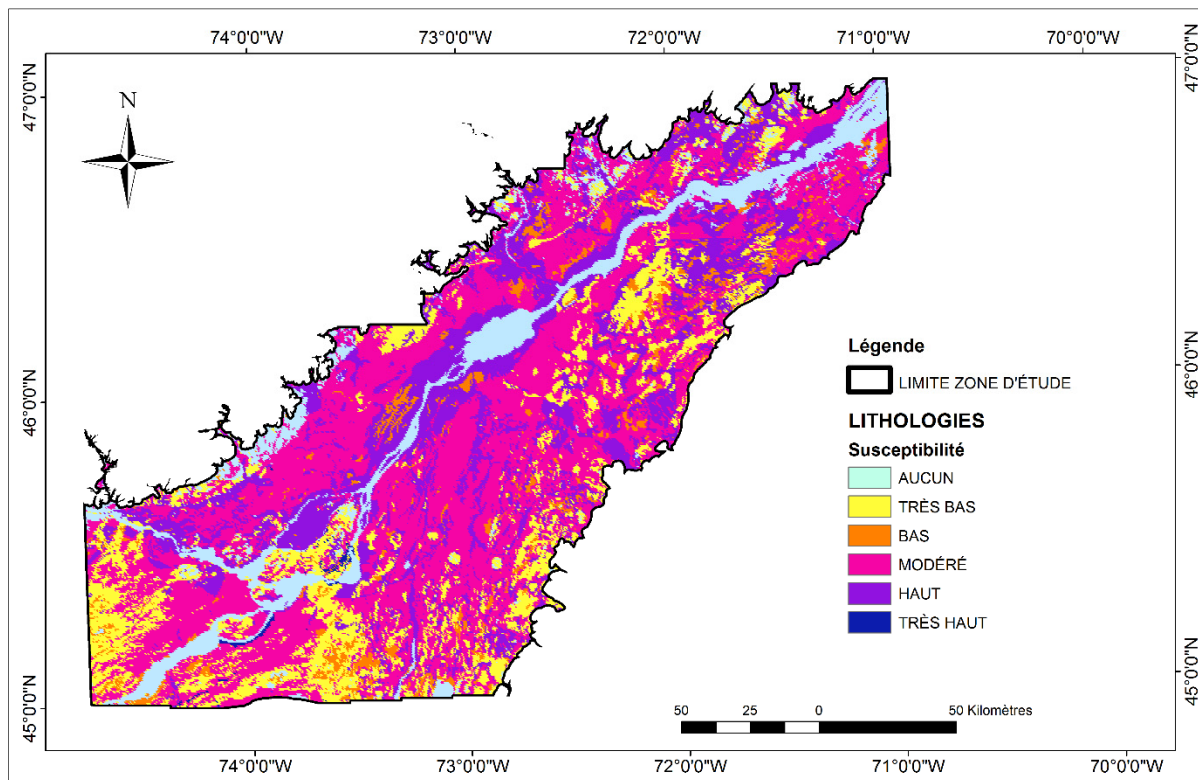 74°0'0"W 73°0'0"W 72°0'0"W 71°0'0"W 70°0'0"W
47°0'0"N
47°0'0"N
N
46°0'0"N
46°0'0"N
45°0'0"N
45°0'0"N
Légende
LIMITE ZONE D'ÉTUDE
LITHOLOGIES
Susceptibilité
AUCUN
TRÈS BAS
BAS
MODÉRÉ
HAUT
TRÈS HAUT
50 25 0 50 Kilomètres
74°0'0"W 73°0'0"W 72°0'0"W 71°0'0"W 70°0'0"W